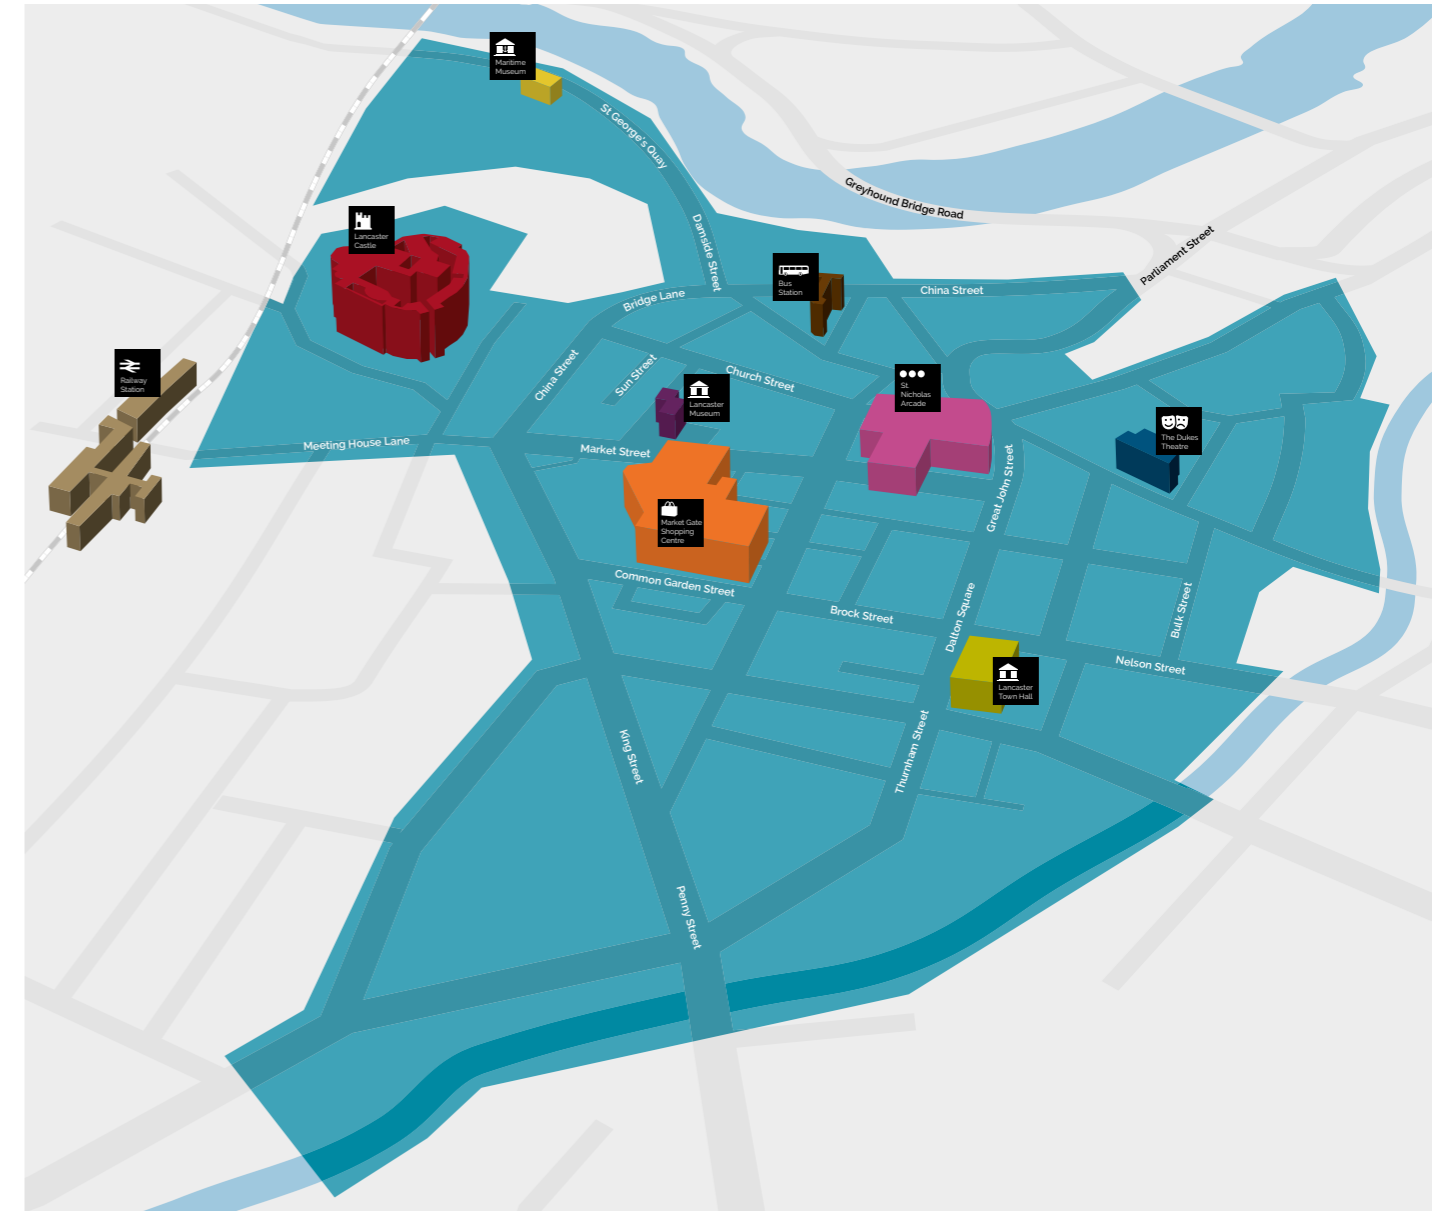 Maritime
Museum
St George's Quay
Greyhound Bridge Road
Lancaster
Castle
Damside Street
Parliament Street
Bus
Station
Bridge Lane
China Street
Railway
Station
China Street
Sun Street
Church Street
St.
Nicholas
Arcade
Lancaster
Museum
The Dukes
Theatre
Meeting House Lane
Market Street
Great John Street
Market Gate
Shopping
Centre
Common Garden Street
Brock Street
Dalton Square
Bulk Street
Nelson Street
Lancaster
Town Hall
King Street
Thurnham Street
Penny Street